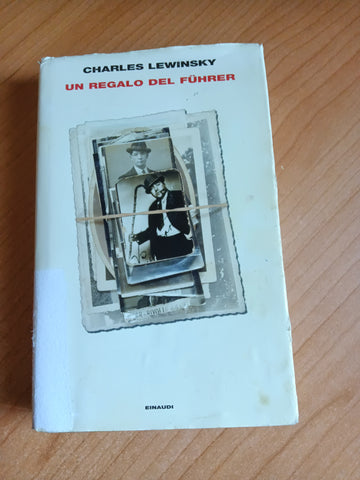 CHARLES LEWINSKY
UN REGALO DEL FÜHRER
EINAUDI